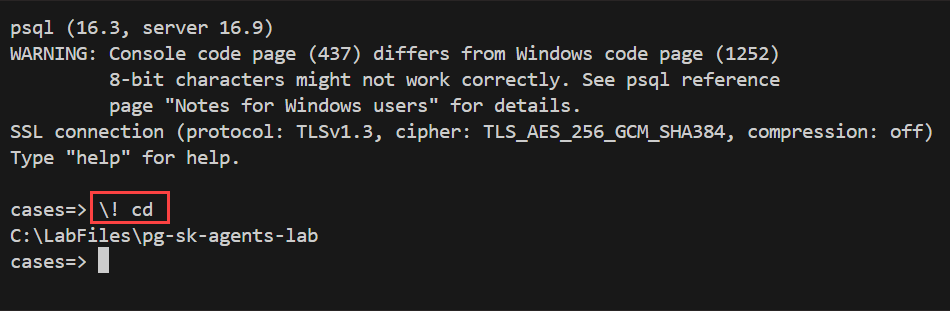 psql (16.3, server 16.9)
WARNING: Console code page (437) differs from Windows code page (1252)
         8-bit characters might not work correctly. See psql reference
         page "Notes for Windows users" for details.
SSL connection (protocol: TLSv1.3, cipher: TLS_AES_256_GCM_SHA384, compression: off)
Type "help" for help.
cases=> \! cd
C:\LabFiles\pg-sk-agents-lab
cases=>